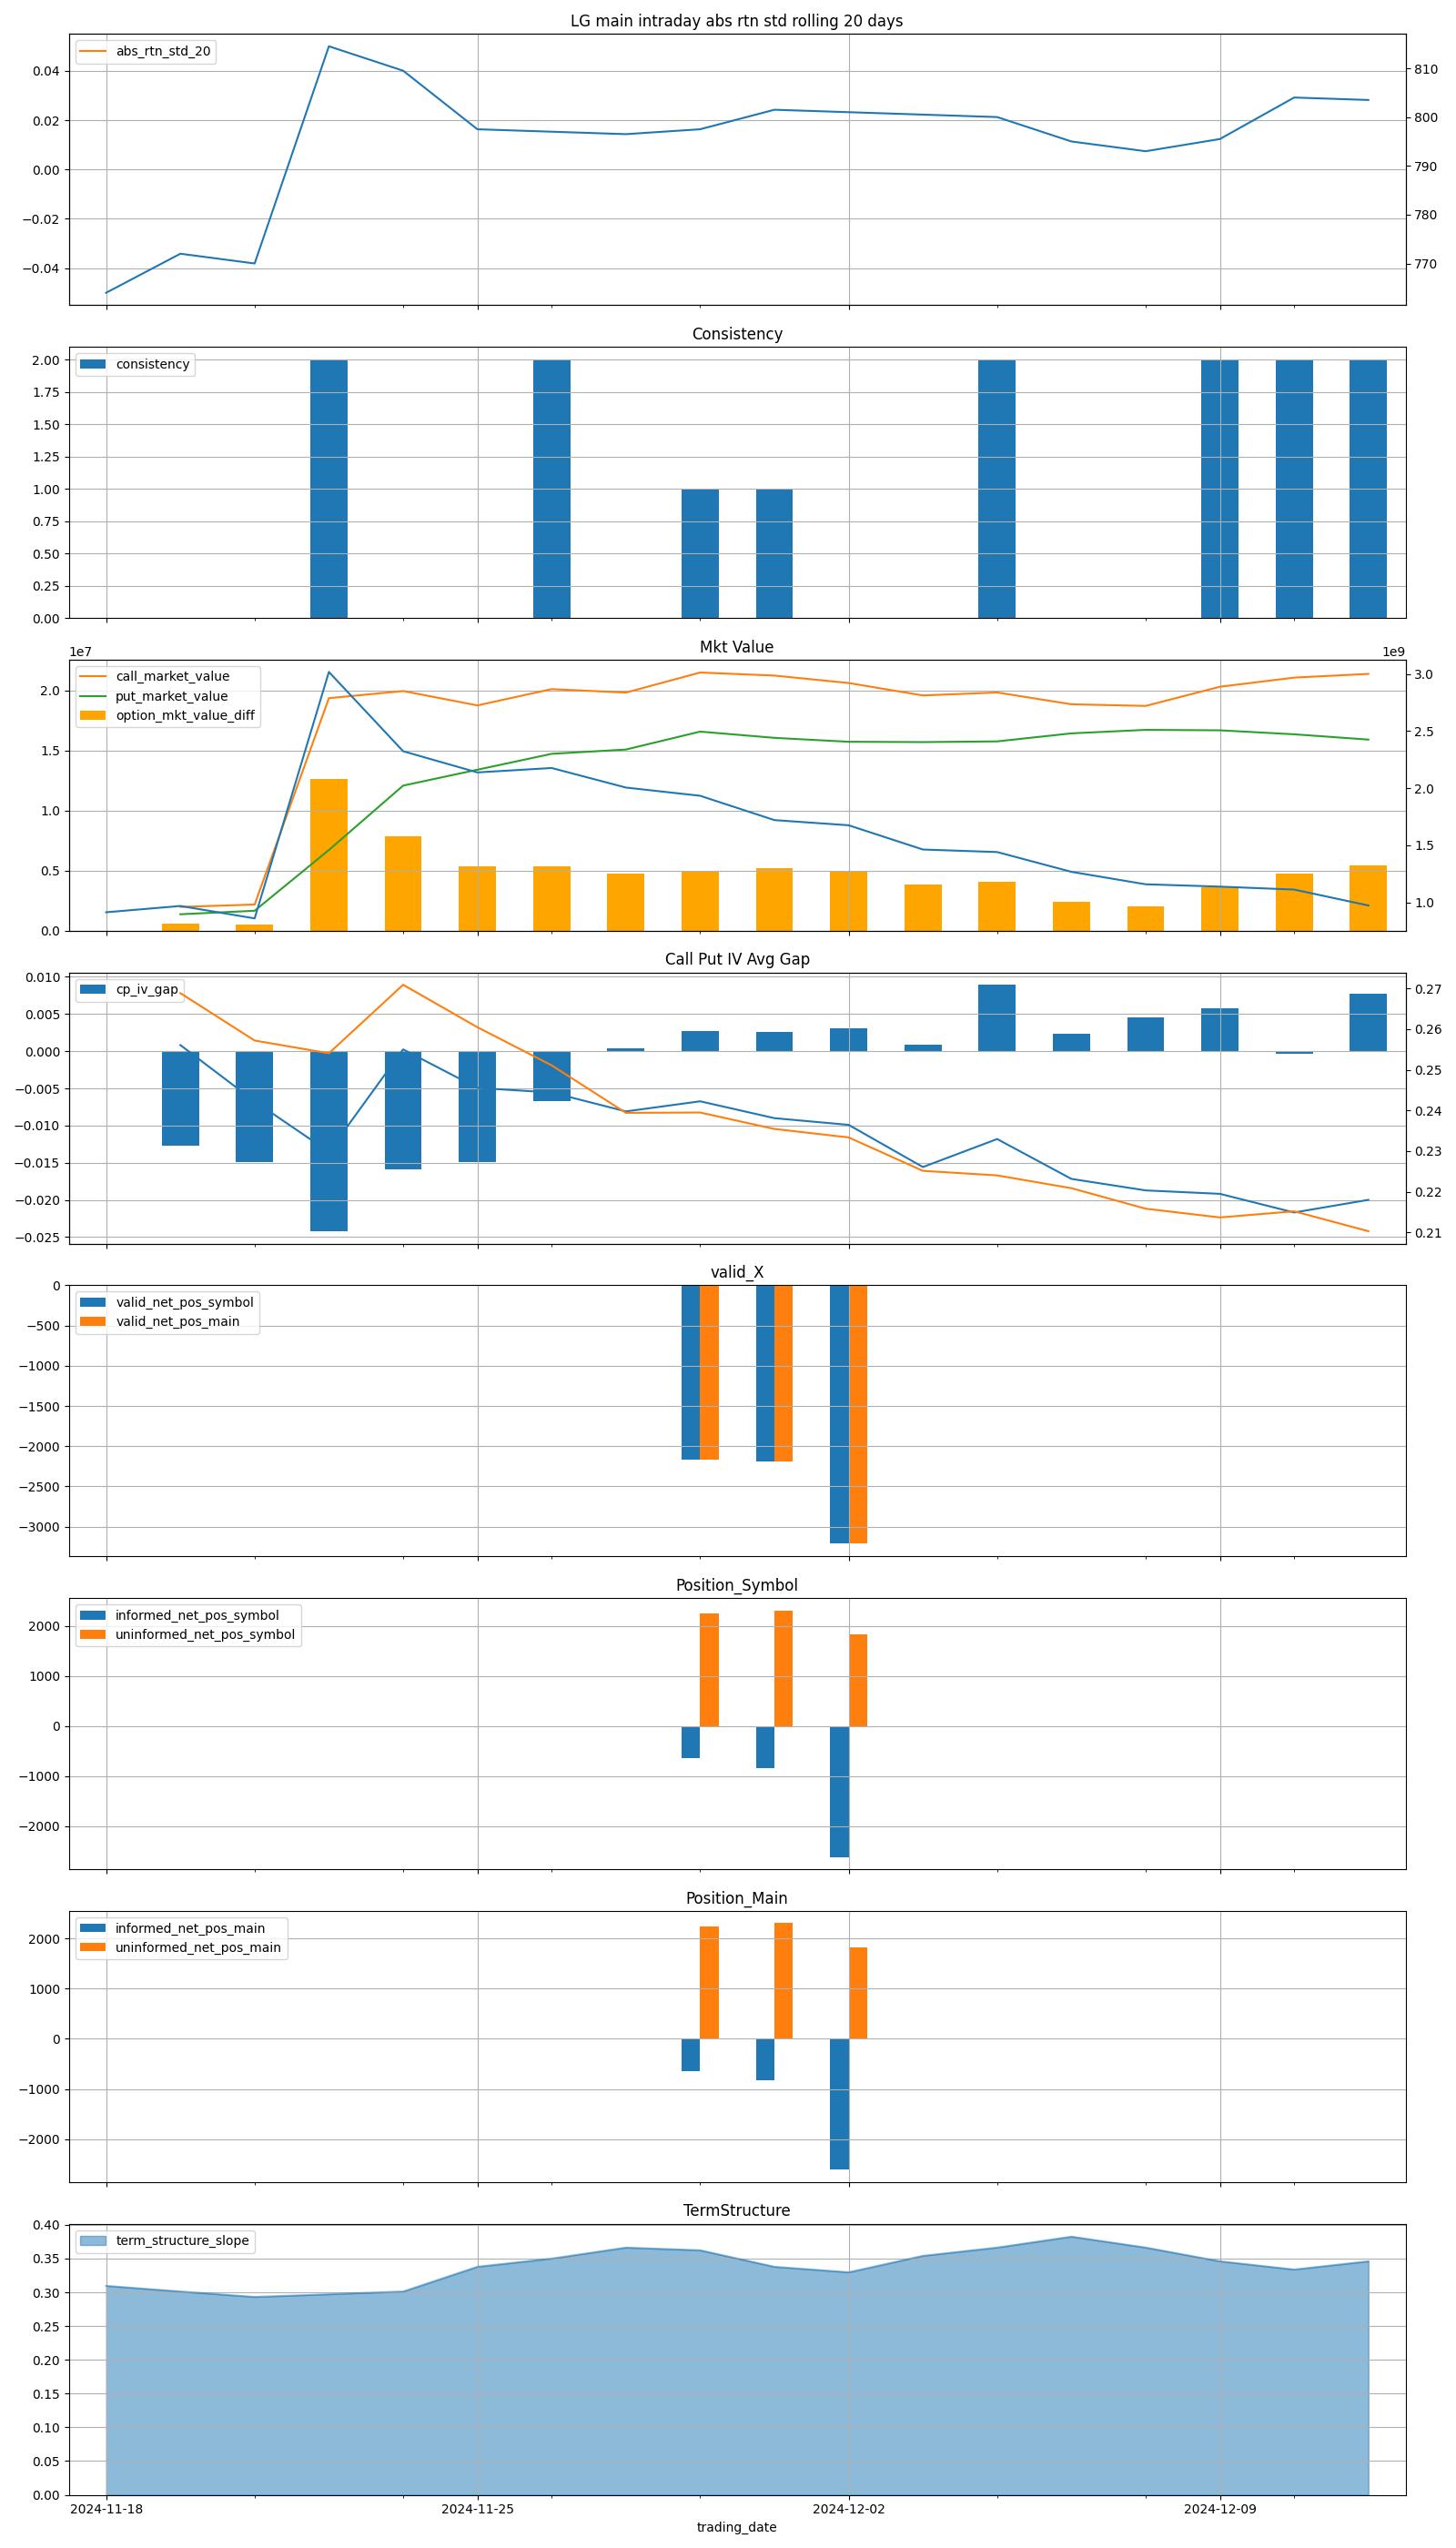 LG main intraday abs rtn std rolling 20 days
abs_rtn_std_20
0.04
0.02
0.00
−0.02
−0.04
810
800
790
780
770
Consistency
consistency
2.00
1.75
1.50
1.25
1.00
0.75
0.50
0.25
0.00
Mkt Value
1e7
1e9
call_market_value
put_market_value
option_mkt_value_diff
2.0
1.5
1.0
0.5
0.0
3.0
2.5
2.0
1.5
1.0
Call Put IV Avg Gap
cp_iv_gap
0.010
0.005
0.000
−0.005
−0.010
−0.015
−0.020
−0.025
0.27
0.26
0.25
0.24
0.23
0.22
0.21
valid_X
valid_net_pos_symbol
valid_net_pos_main
0
−500
−1000
−1500
−2000
−2500
−3000
Position_Symbol
informed_net_pos_symbol
uninformed_net_pos_symbol
2000
1000
0
−1000
−2000
Position_Main
informed_net_pos_main
uninformed_net_pos_main
2000
1000
0
−1000
−2000
TermStructure
term_structure_slope
0.40
0.35
0.30
0.25
0.20
0.15
0.10
0.05
0.00
2024-11-18 2024-11-25 2024-12-02 2024-12-09
trading_date